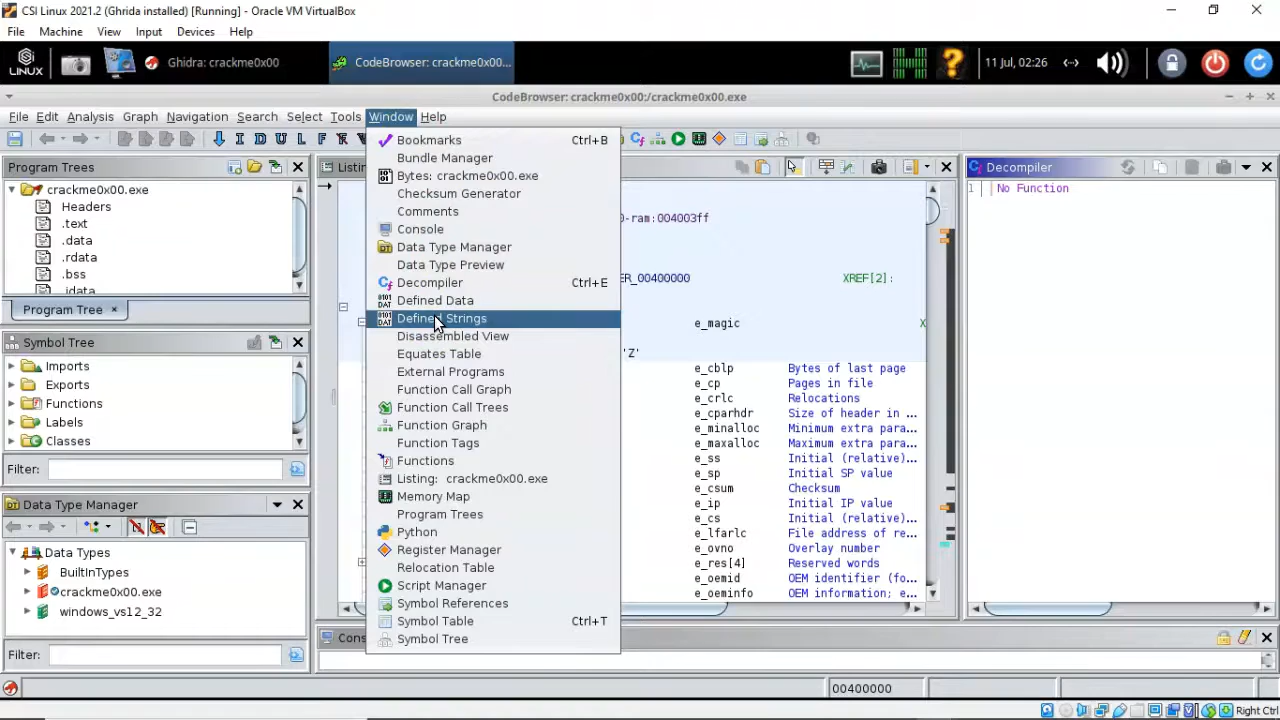 CSI Linux 2021.2 (Ghrida installed) [Running] - Oracle VM VirtualBox
File Machine View Input Devices Help
LINUX
Ghidra: crackme0x00
CodeBrowser: crackme0x00...
11 Jul, 02:26
CodeBrowser: crackme0x00:/crackme0x00.exe
File Edit Analysis Graph Navigation Search Select Tools Window Help
I D U L F
Program Trees
crackme0x00.exe
Headers
.text
.data
.rdata
.bss
Program Tree ×
Symbol Tree
Imports
Exports
Functions
Labels
Classes
Filter:
Data Type Manager
Data Types
BuiltInTypes
crackme0x00.exe
windows_vs12_32
Filter:
Bookmarks Ctrl+B
Bundle Manager
Bytes: crackme0x00.exe
Checksum Generator
Comments
Console
Data Type Manager
Data Type Preview
Decompiler Ctrl+E
Defined Data
Defined Strings
Disassembled View
Equates Table
External Programs
Function Call Graph
Function Call Trees
Function Graph
Function Tags
Functions
Listing: crackme0x00.exe
Memory Map
Program Trees
Python
Register Manager
Relocation Table
Script Manager
Symbol References
Symbol Table Ctrl+T
Symbol Tree
Listin
0-ram:004003ff
ER_00400000 XREF[2]:
e_magic X
'Z'
e_cblp Bytes of last page
e_cp Pages in file
e_crlc Relocations
e_cparhdr Size of header in ...
e_minalloc Minimum extra para...
e_maxalloc Maximum extra para...
e_ss Initial (relative)...
e_sp Initial SP value
e_csum Checksum
e_ip Initial IP value
e_cs Initial (relative)...
e_lfarlc File address of re...
e_ovno Overlay number
e_res[4] Reserved words
e_oemid OEM identifier (fo...
e_oeminfo OEM information; e...
Decompiler
1 No Function
Cons
00400000
Right Ctrl